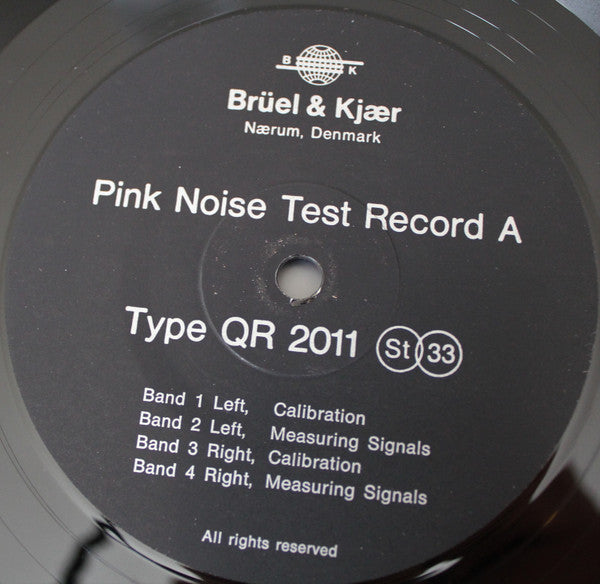 B K
Brüel & Kjær
Nærum, Denmark
Pink Noise Test Record A
Type QR 2011 St 33
Band 1 Left, Calibration
Band 2 Left, Measuring Signals
Band 3 Right, Calibration
Band 4 Right, Measuring Signals
All rights reserved